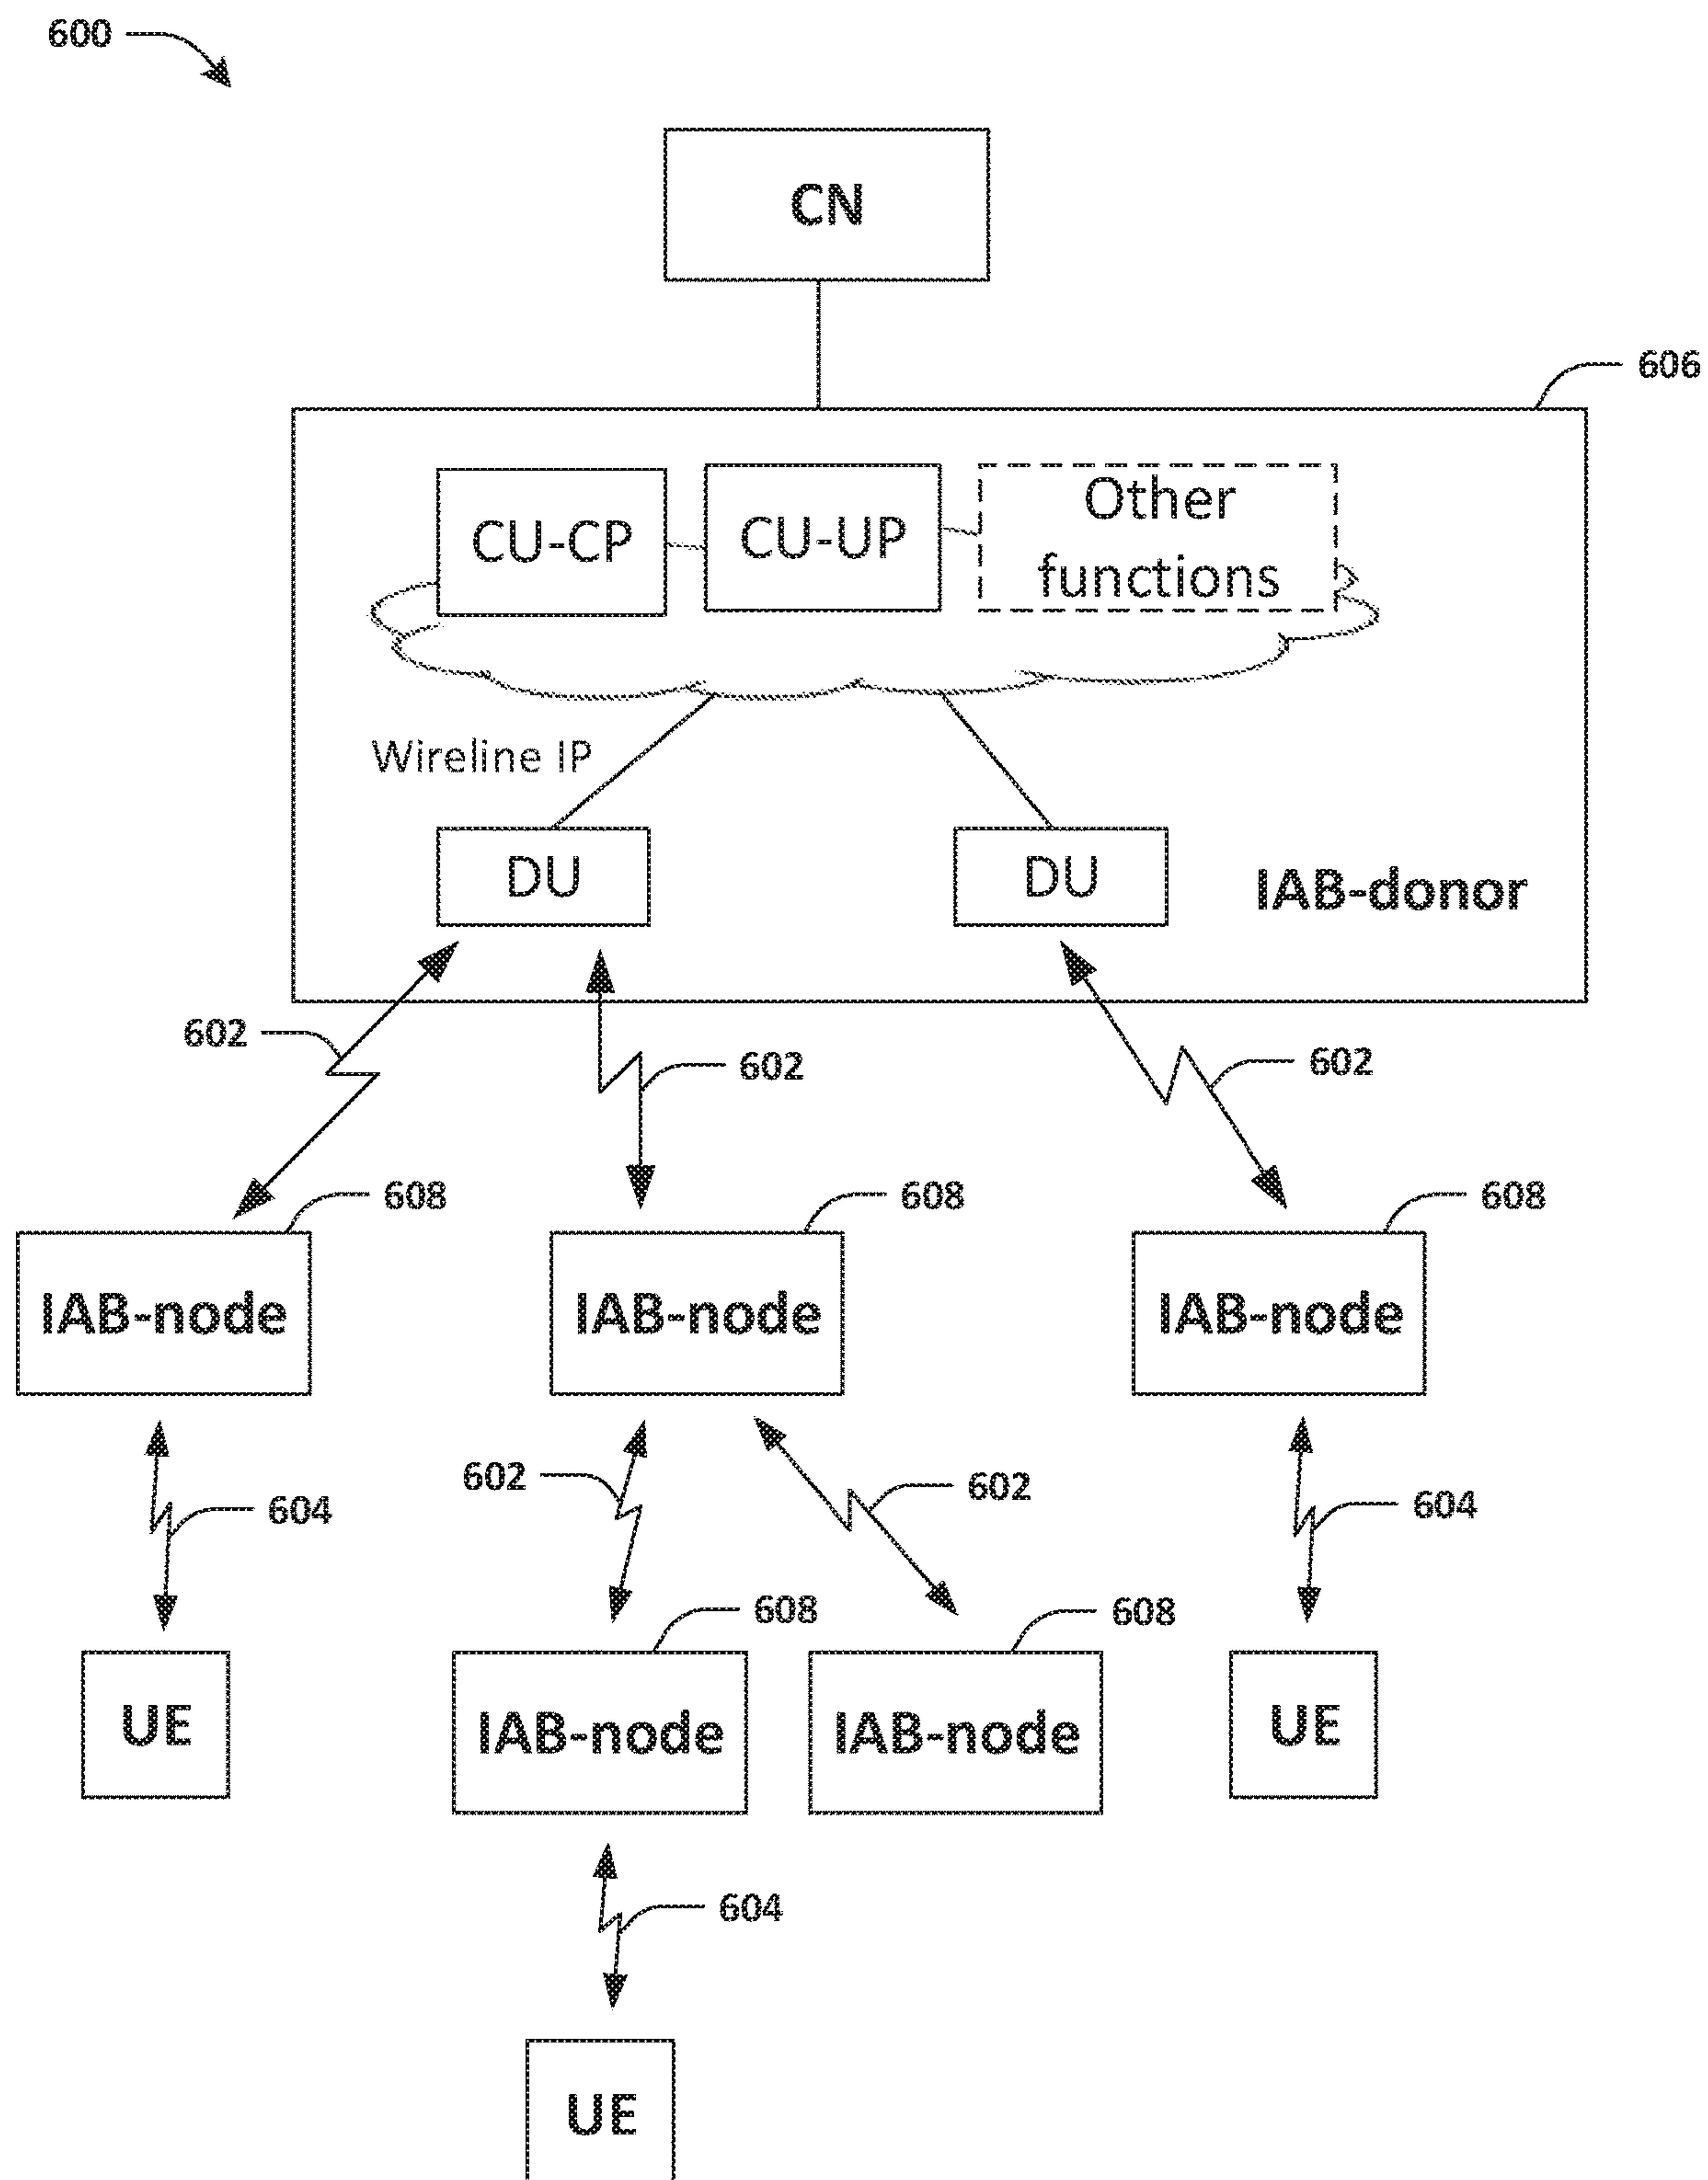 600
CN
606
CU-CP
CU-UP
Other
functions
Wireline IP
DU
DU
IAB-donor
602
602
602
608
608
608
IAB-node
IAB-node
IAB-node
602
602
604
604
608
608
UE
IAB-node
IAB-node
UE
604
UE